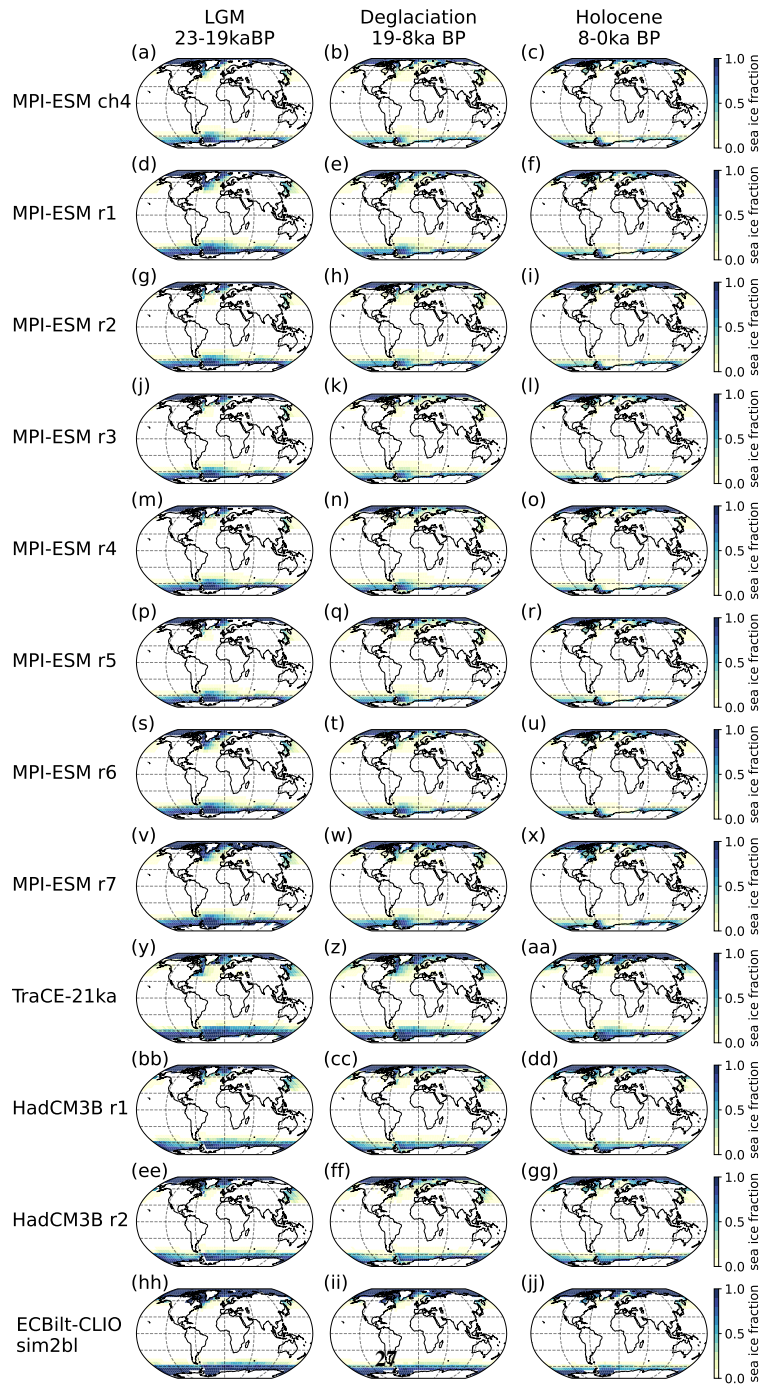 LGM Deglaciation Holocene
23-19kaBP 19-8ka BP 8-0ka BP
(a) (b) (c)
MPI-ESM ch4
1.0
0.5
0.0
sea ice fraction
(d) (e) (f)
MPI-ESM r1
1.0
0.5
0.0
sea ice fraction
(g) (h) (i)
MPI-ESM r2
1.0
0.5
0.0
sea ice fraction
(j) (k) (l)
MPI-ESM r3
1.0
0.5
0.0
sea ice fraction
(m) (n) (o)
MPI-ESM r4
1.0
0.5
0.0
sea ice fraction
(p) (q) (r)
MPI-ESM r5
1.0
0.5
0.0
sea ice fraction
(s) (t) (u)
MPI-ESM r6
1.0
0.5
0.0
sea ice fraction
(v) (w) (x)
MPI-ESM r7
1.0
0.5
0.0
sea ice fraction
(y) (z) (aa)
TraCE-21ka
1.0
0.5
0.0
sea ice fraction
(bb) (cc) (dd)
HadCM3B r1
1.0
0.5
0.0
sea ice fraction
(ee) (ff) (gg)
HadCM3B r2
1.0
0.5
0.0
sea ice fraction
(hh) (ii) (jj)
ECBilt-CLIO
sim2bl
1.0
0.5
0.0
sea ice fraction
27